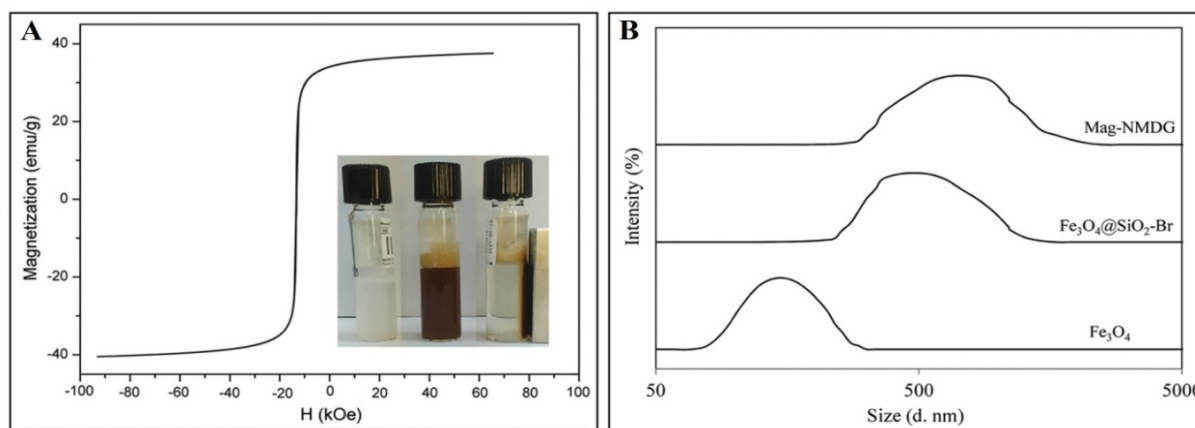 A
Magnetization (emu/g)
40
20
0
-20
-40
-100
-80
-60
-40
-20
0
20
40
60
80
100
H (kOe)
B
Intensity (%)
Mag-NMDG
Fe₃O₄@SiO₂-Br
Fe₃O₄
50
500
5000
Size (d. nm)